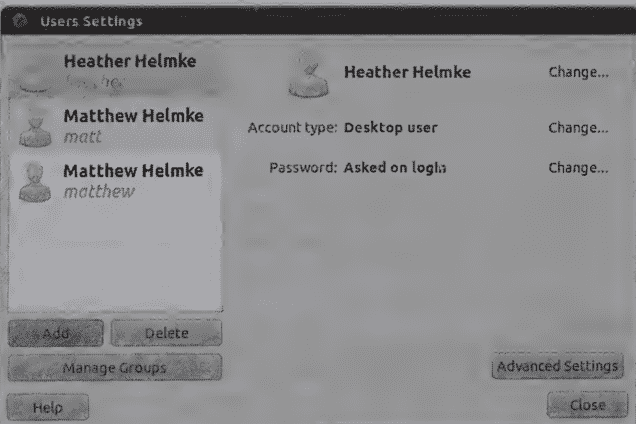 Users Settings
Heather Helmke
Matthew Helmke
matt
Matthew Helmke
matthew
Add
Delete
Manage Groups
Help
Heather Helmke
Change...
Account type: Desktop user
Change...
Password: Asked on login
Change...
Advanced Settings
Close